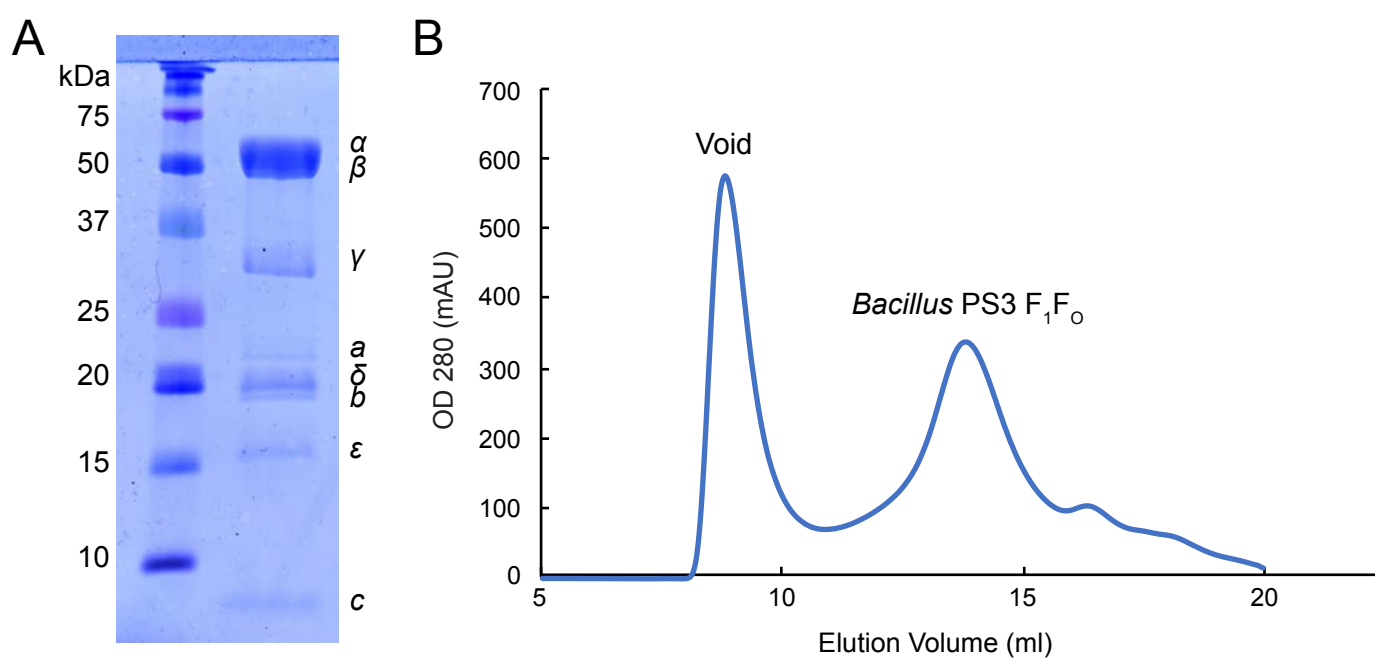 A
kDa
75
50
37
25
20
15
10
α
β
γ
a
δ
b
ε
c
B
700
600
500
400
300
200
100
0
OD 280 (mAU)
Void
Bacillus PS3 F₁Fₒ
5
10
15
20
Elution Volume (ml)